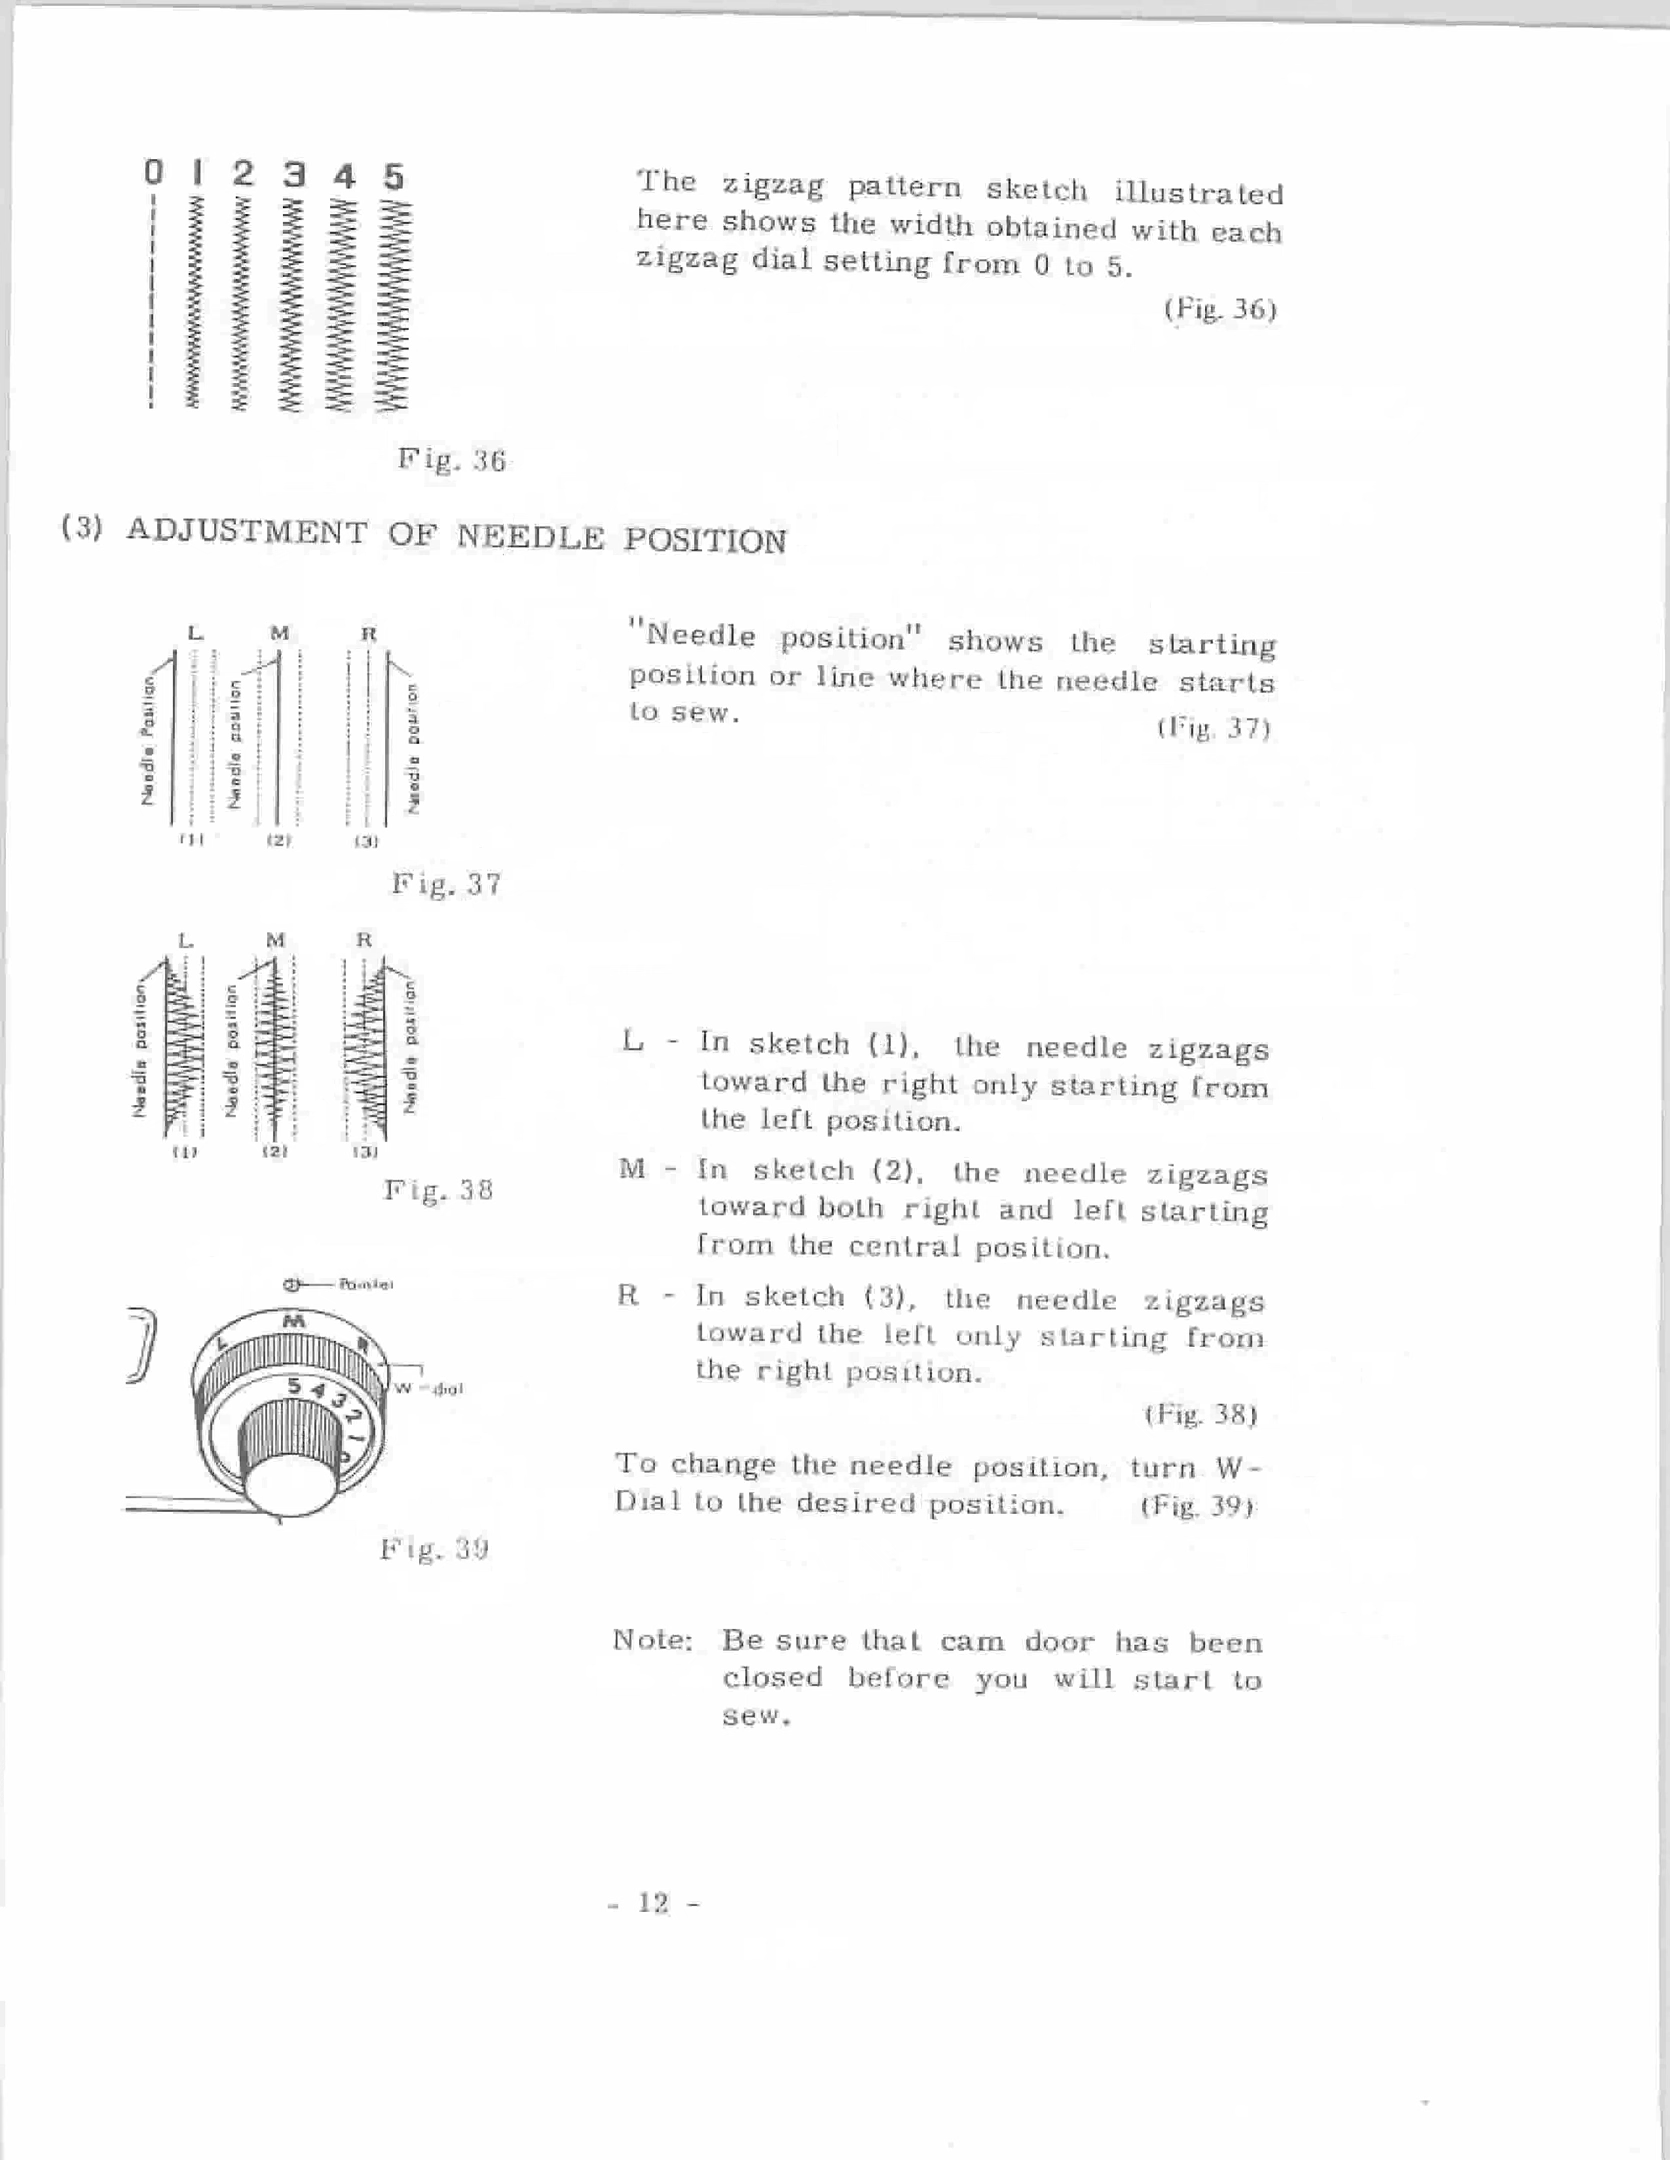 0 1 2 3 4 5
The zigzag pattern sketch illustrated
here shows the width obtained with each
zigzag dial setting from 0 to 5.
(Fig. 36)
Fig. 36
(3) ADJUSTMENT OF NEEDLE POSITION
L M R
Needle Position
Needle position
Needle position
(1) (2) (3)
Fig. 37
"Needle position" shows the starting
position or line where the needle starts
to sew.
(Fig. 37)
L M R
Needle position
Needle position
Needle position
(1) (2) (3)
Fig. 38
L - In sketch (1), the needle zigzags
toward the right only starting from
the left position.
M - In sketch (2), the needle zigzags
toward both right and left starting
from the central position.
R - In sketch (3), the needle zigzags
toward the left only starting from
the right position.
(Fig. 38)
Pointer
L M R
W-dial
5 4 3 2 1 0
Fig. 39
To change the needle position, turn W-
Dial to the desired position. (Fig. 39)
Note: Be sure that cam door has been
closed before you will start to
sew.
- 12 -